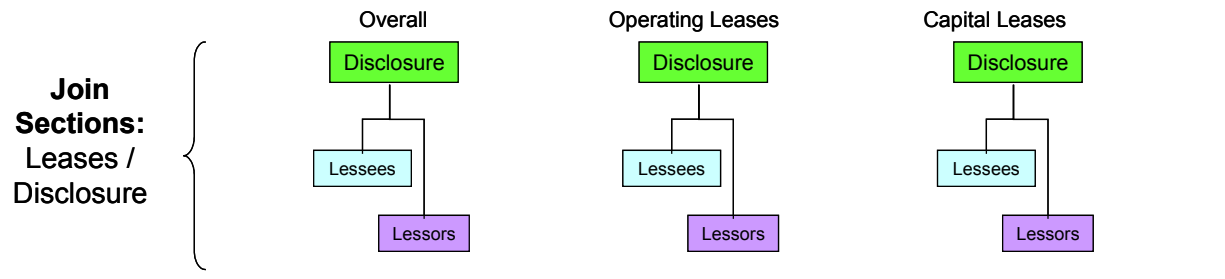 Overall
Operating Leases
Capital Leases
Join
Sections:
Leases /
Disclosure
Disclosure
Disclosure
Disclosure
Lessees
Lessees
Lessees
Lessors
Lessors
Lessors